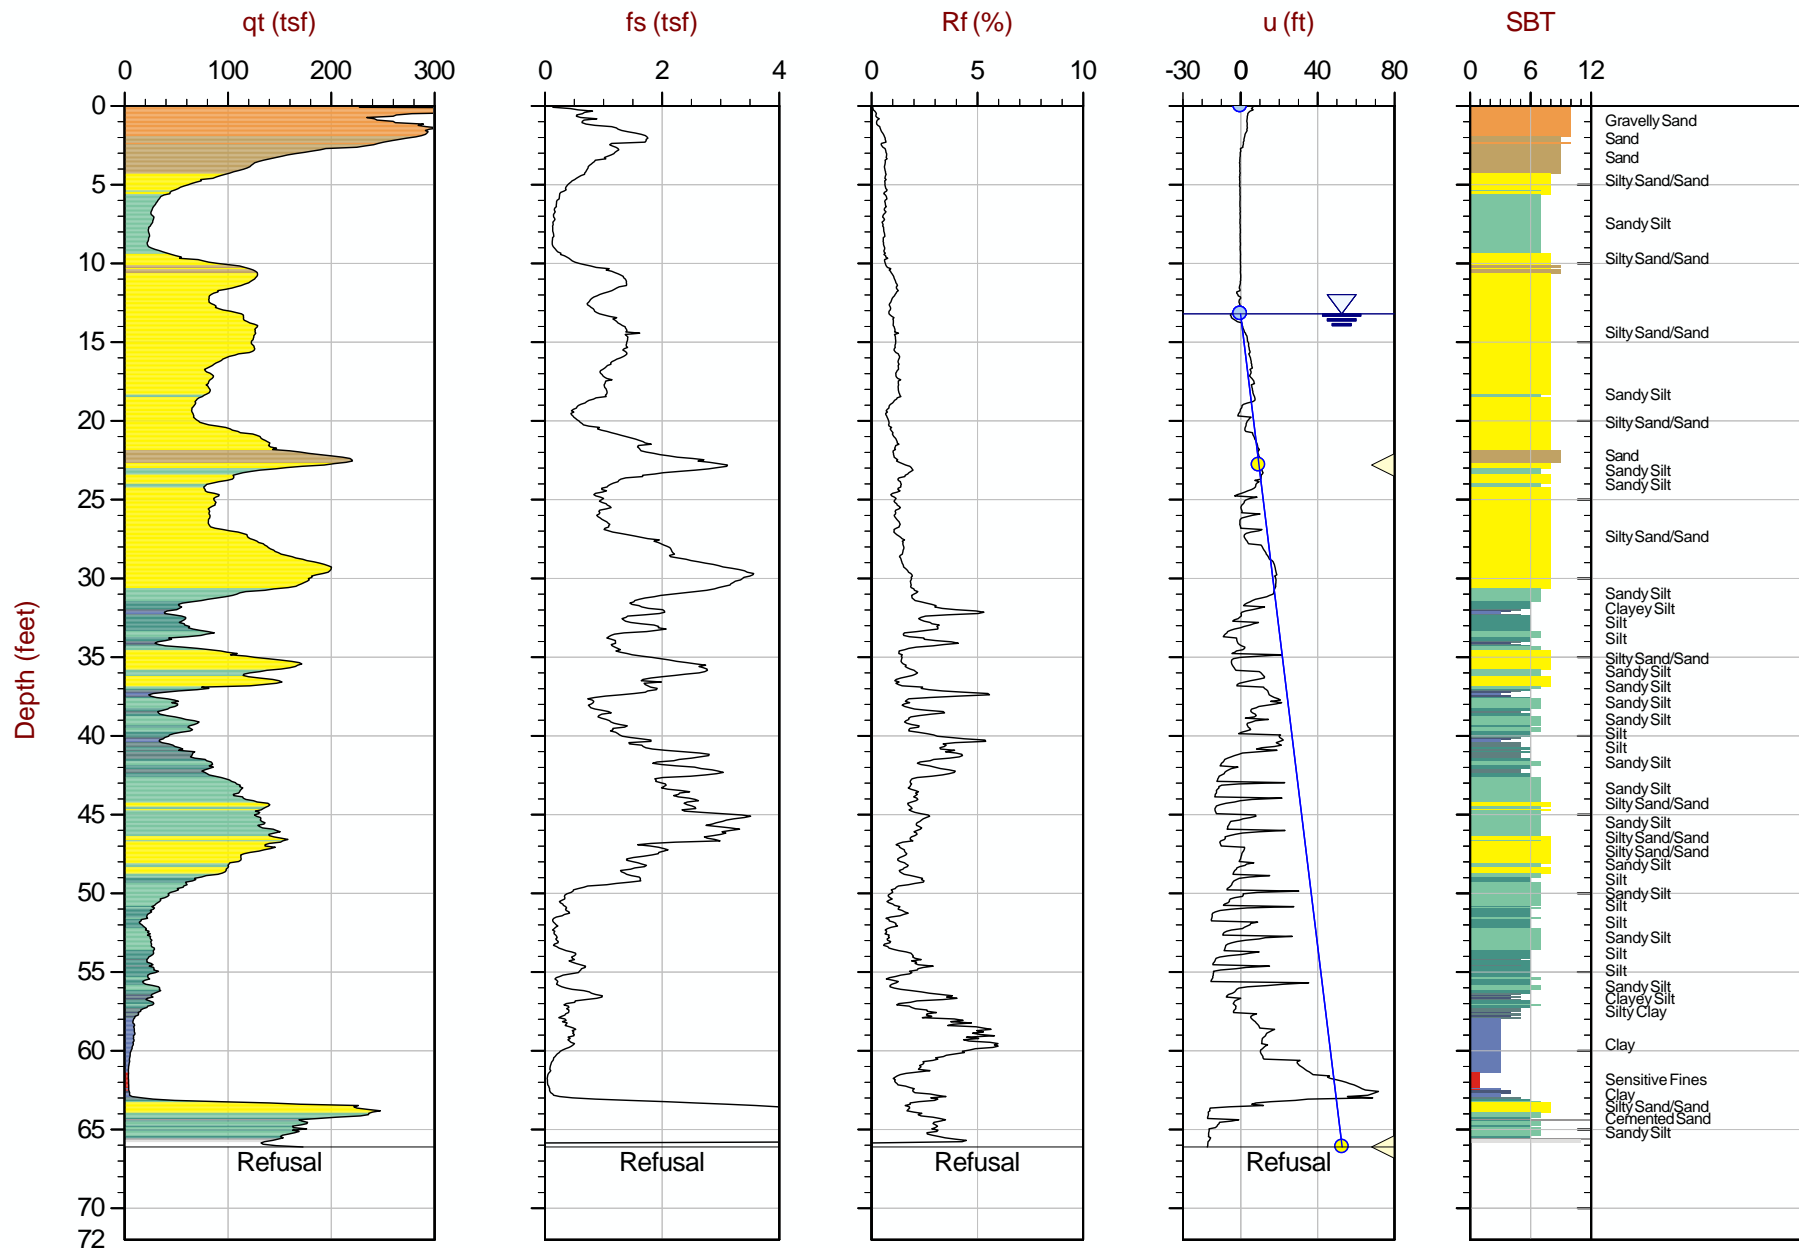 qt (tsf) fs (tsf) Rf (%) u (ft) SBT
0 100 200 300 0 2 4 0 5 10 -30 0 40 80 0 6 12
0
Gravelly Sand
Sand
Sand
Silty Sand/Sand
5
Sandy Silt
Silty Sand/Sand
10
Silty Sand/Sand
15
Sandy Silt
20
Silty Sand/Sand
Sand
Sandy Silt
Sandy Silt
25
Silty Sand/Sand
30
Sandy Silt
Clayey Silt
Silt
Silt
Depth (feet)
35
Silty Sand/Sand
Sandy Silt
Sandy Silt
Sandy Silt
Sandy Silt
Silt
40
Silt
Sandy Silt
Sandy Silt
Silty Sand/Sand
45
Sandy Silt
Silty Sand/Sand
Silty Sand/Sand
Sandy Silt
Silt
50
Sandy Silt
Silt
Silt
Sandy Silt
Silt
55
Silt
Sandy Silt
Clayey Silt
Silty Clay
Clay
60
Sensitive Fines
Clay
Silty Sand/Sand
Cemented Sand
65
Sandy Silt
Refusal Refusal Refusal Refusal
70
72